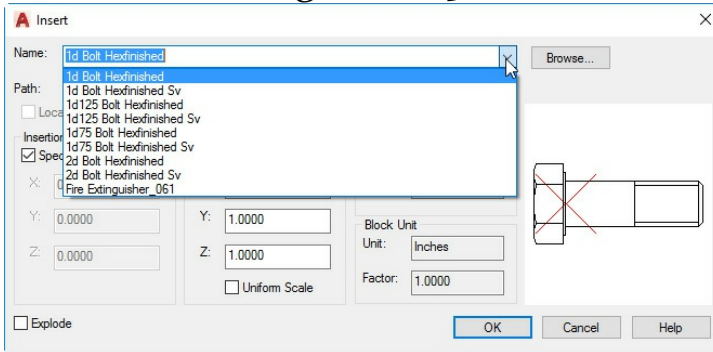 Insert
Name:
1d Bolt Hexfinished
Browse...
1d Bolt Hexfinished
Path:
1d Bolt Hexfinished Sv
1d125 Bolt Hexfinished
1d125 Bolt Hexfinished Sv
1d75 Bolt Hexfinished
1d75 Bolt Hexfinished Sv
2d Bolt Hexfinished
2d Bolt Hexfinished Sv
Fire Extinguisher_061
X:
Y: 0.0000
Y: 1.0000
Block Unit
Unit: Inches
Z: 0.0000
Z: 1.0000
Factor: 1.0000
Uniform Scale
Explode
OK
Cancel
Help